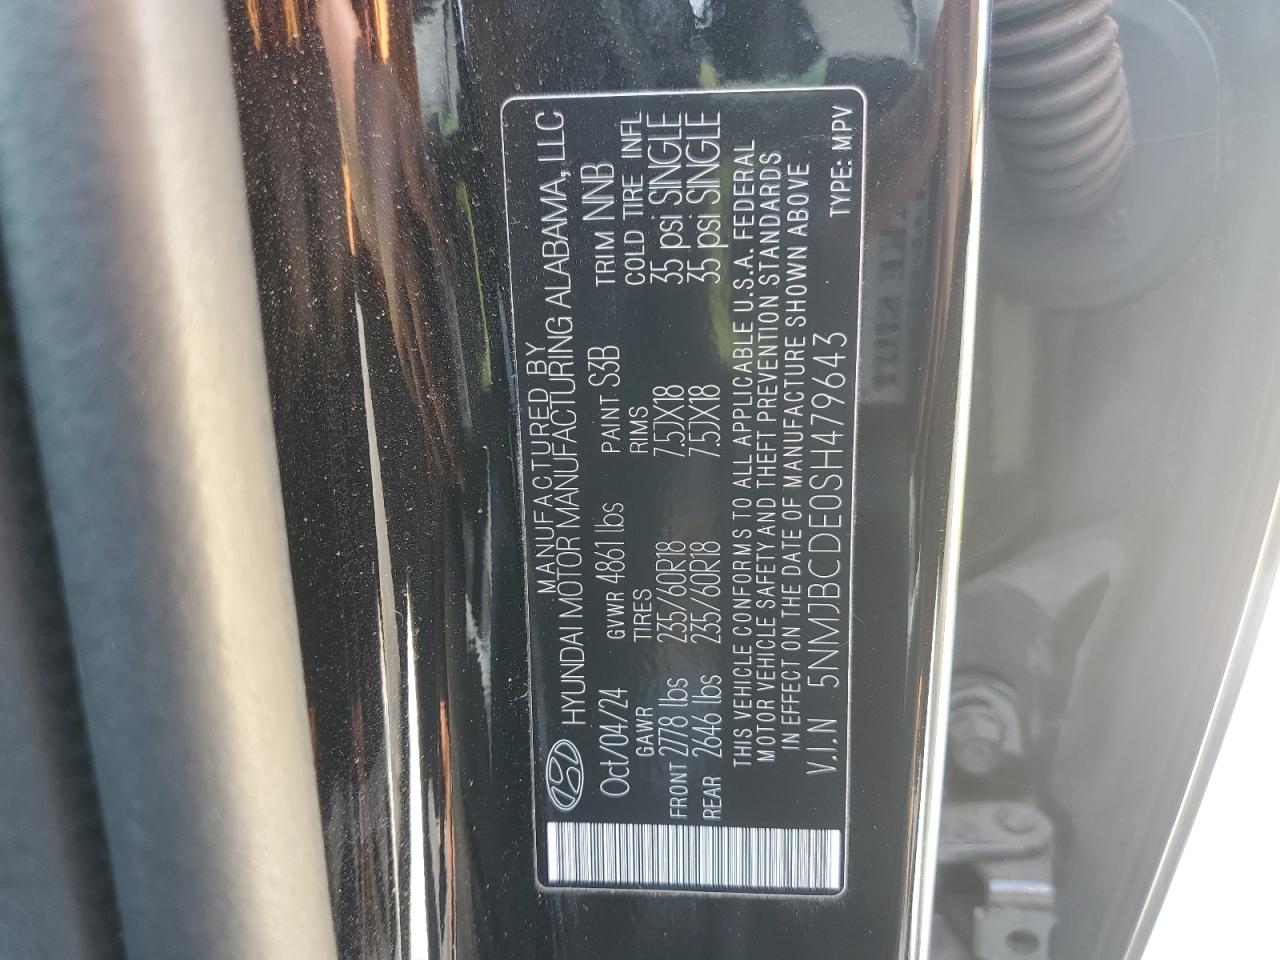 MANUFACTURED BY
HYUNDAI MOTOR MANUFACTURING ALABAMA, LLC
Oct/04/24 GVWR 4861 lbs PAINT S3B TRIM NNB
GAWR TIRES RIMS COLD TIRE INFL
FRONT 2778 lbs 235/60R18 7.5JX18 35 psi SINGLE
REAR 2646 lbs 235/60R18 7.5JX18 35 psi SINGLE
THIS VEHICLE CONFORMS TO ALL APPLICABLE U.S.A. FEDERAL
MOTOR VEHICLE SAFETY AND THEFT PREVENTION STANDARDS
IN EFFECT ON THE DATE OF MANUFACTURE SHOWN ABOVE
V.I.N 5NMJBCDE0SH479643 TYPE: MPV